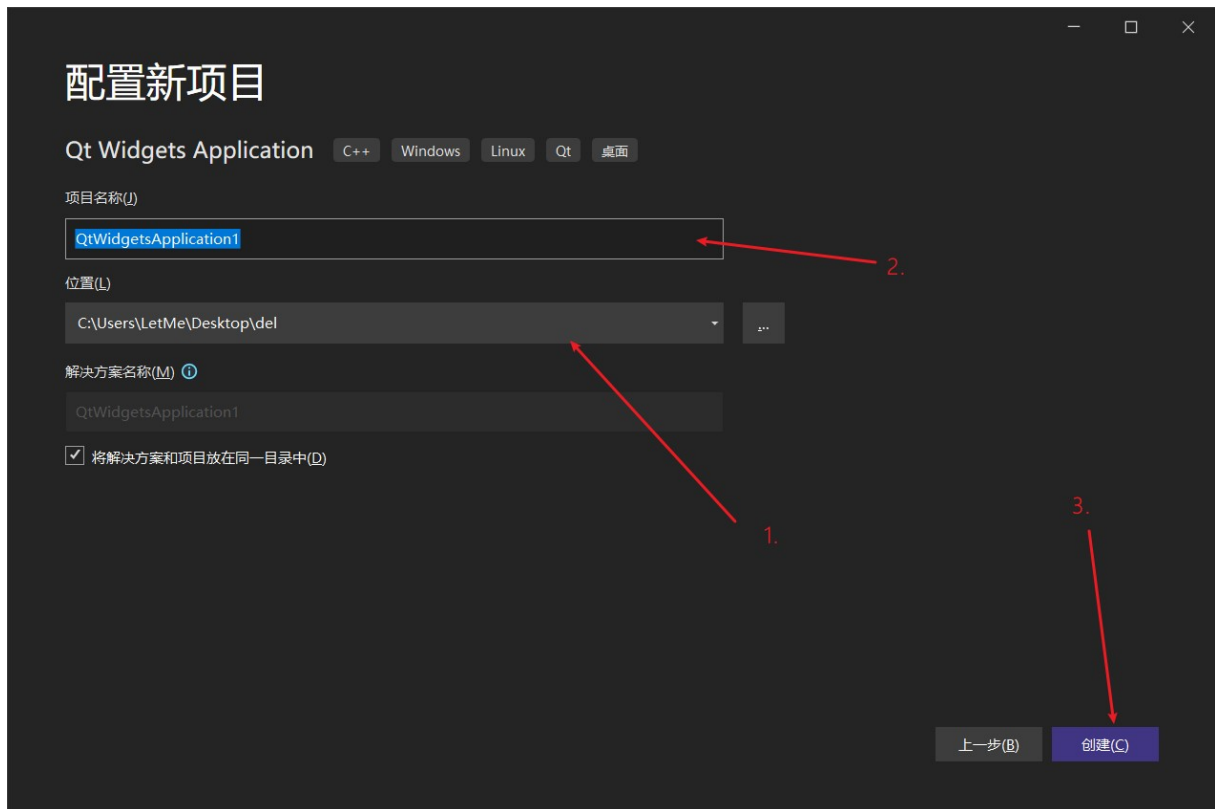 配置新项目
Qt Widgets Application C++ Windows Linux Qt 桌面
项目名称(J)
QtWidgetsApplication1
2.
位置(L)
C:\Users\LetMe\Desktop\del
...
解决方案名称(M)
QtWidgetsApplication1
将解决方案和项目放在同一目录中(D)
1.
3.
上一步(B) 创建(C)